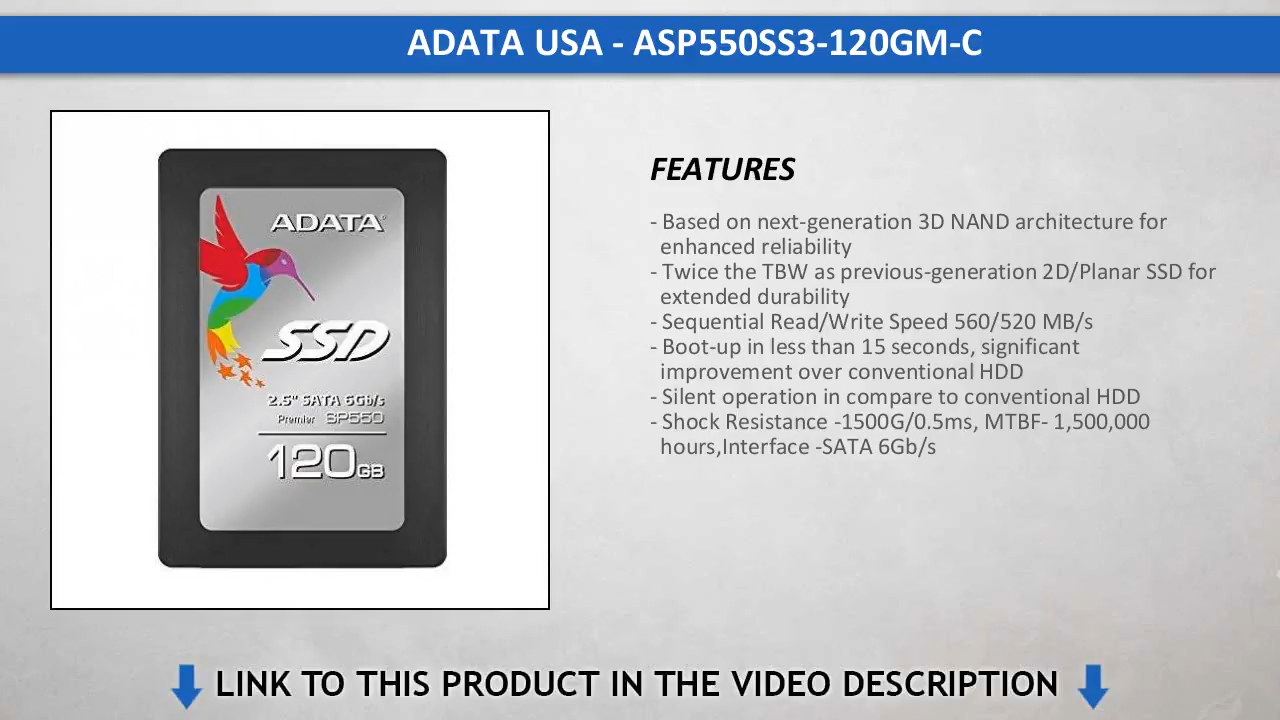 ADATA USA - ASP550SS3-120GM-C
ADATA
SSD
2.5" SATA 6Gb/s
Premier SP550
120GB
FEATURES
- Based on next-generation 3D NAND architecture for
enhanced reliability
- Twice the TBW as previous-generation 2D/Planar SSD for
extended durability
- Sequential Read/Write Speed 560/520 MB/s
- Boot-up in less than 15 seconds, significant
improvement over conventional HDD
- Silent operation in compare to conventional HDD
- Shock Resistance -1500G/0.5ms, MTBF- 1,500,000
hours,Interface -SATA 6Gb/s
LINK TO THIS PRODUCT IN THE VIDEO DESCRIPTION